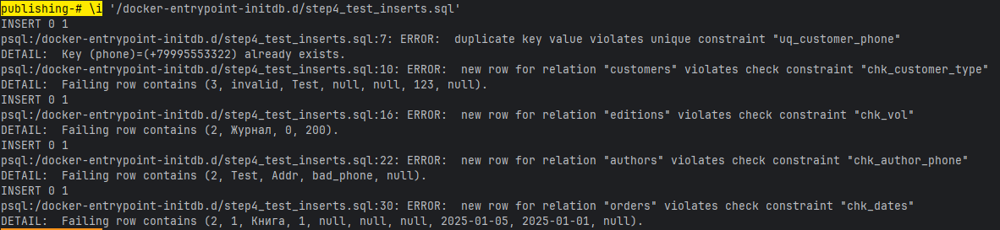 publishing-# \i '/docker-entrypoint-initdb.d/step4_test_inserts.sql'
INSERT 0 1
psql:/docker-entrypoint-initdb.d/step4_test_inserts.sql:7: ERROR:  duplicate key value violates unique constraint "uq_customer_phone"
DETAIL:  Key (phone)=(+79995553322) already exists.
psql:/docker-entrypoint-initdb.d/step4_test_inserts.sql:10: ERROR:  new row for relation "customers" violates check constraint "chk_customer_type"
DETAIL:  Failing row contains (3, invalid, Test, null, null, 123, null).
INSERT 0 1
psql:/docker-entrypoint-initdb.d/step4_test_inserts.sql:16: ERROR:  new row for relation "editions" violates check constraint "chk_vol"
DETAIL:  Failing row contains (2, Журнал, 0, 200).
INSERT 0 1
psql:/docker-entrypoint-initdb.d/step4_test_inserts.sql:22: ERROR:  new row for relation "authors" violates check constraint "chk_author_phone"
DETAIL:  Failing row contains (2, Test, Addr, bad_phone, null).
INSERT 0 1
psql:/docker-entrypoint-initdb.d/step4_test_inserts.sql:30: ERROR:  new row for relation "orders" violates check constraint "chk_dates"
DETAIL:  Failing row contains (2, 1, Книга, 1, null, null, null, 2025-01-05, 2025-01-01, null).